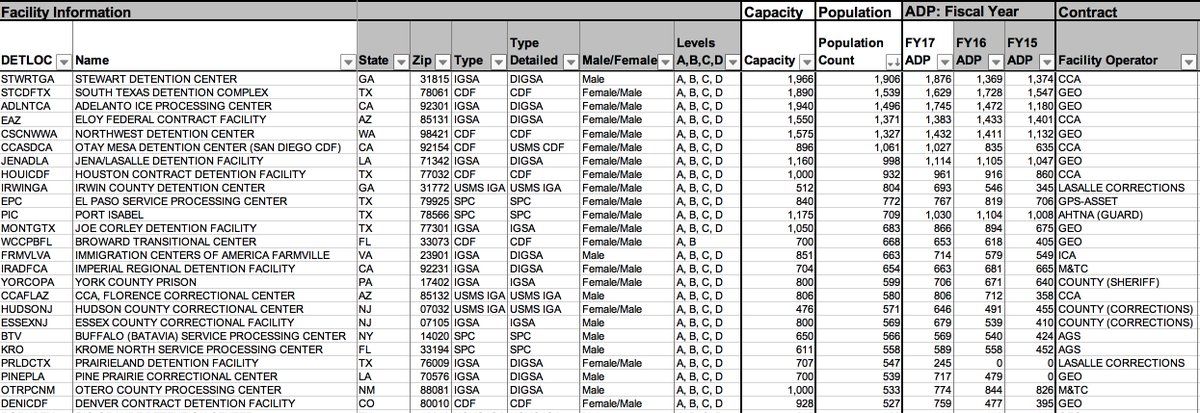 Facility Information Capacity Population ADP: Fiscal Year Contract
DETLOC Name State Zip Type Type Detailed Male/Female Levels A,B,C,D Capacity Population Count FY17 ADP FY16 ADP FY15 ADP Facility Operator
STWRTGA STEWART DETENTION CENTER GA 31815 IGSA DIGSA Male A, B, C, D 1,966 1,906 1,876 1,369 1,374 CCA
STCDFTX SOUTH TEXAS DETENTION COMPLEX TX 78061 CDF CDF Female/Male A, B, C, D 1,890 1,539 1,629 1,728 1,547 GEO
ADLNTCA ADELANTO ICE PROCESSING CENTER CA 92301 IGSA DIGSA Female/Male A, B, C, D 1,940 1,496 1,745 1,472 1,180 GEO
EAZ ELOY FEDERAL CONTRACT FACILITY AZ 85131 IGSA DIGSA Female/Male A, B, C, D 1,550 1,371 1,383 1,433 1,401 CCA
CSCNWWA NORTHWEST DETENTION CENTER WA 98421 CDF CDF Female/Male A, B, C, D 1,575 1,327 1,432 1,411 1,132 GEO
CCASDCA OTAY MESA DETENTION CENTER (SAN DIEGO CDF) CA 92154 CDF USMS CDF Female/Male A, B, C, D 896 1,061 1,027 835 635 CCA
JENADLA JENA/LASALLE DETENTION FACILITY LA 71342 IGSA DIGSA Female/Male A, B, C, D 1,160 998 1,114 1,105 1,047 GEO
HOUICDF HOUSTON CONTRACT DETENTION FACILITY TX 77032 CDF CDF Female/Male A, B, C, D 1,000 932 961 916 860 CCA
IRWINGA IRWIN COUNTY DETENTION CENTER GA 31772 USMS IGA USMS IGA Female/Male A, B, C, D 512 804 693 546 345 LASALLE CORRECTIONS
EPC EL PASO SERVICE PROCESSING CENTER TX 79925 SPC SPC Female/Male A, B, C, D 840 772 767 819 706 GPS-ASSET
PIC PORT ISABEL TX 78566 SPC SPC Female/Male A, B, C, D 1,175 709 1,030 1,104 1,008 AHTNA (GUARD)
MONTGTX JOE CORLEY DETENTION FACILITY TX 77301 IGSA IGSA Female/Male A, B, C, D 1,050 683 866 894 675 GEO
WCCPBFL BROWARD TRANSITIONAL CENTER FL 33073 CDF CDF Female/Male A, B 700 668 653 618 405 GEO
FRMVLVA IMMIGRATION CENTERS OF AMERICA FARMVILLE VA 23901 IGSA DIGSA Male A, B, C, D 851 663 714 579 549 ICA
IRADFCA IMPERIAL REGIONAL DETENTION FACILITY CA 92231 IGSA DIGSA Female/Male A, B, C, D 704 654 663 681 665 M&TC
YORCOPA YORK COUNTY PRISON PA 17402 IGSA IGSA Female/Male A, B, C, D 800 599 706 671 640 COUNTY (SHERIFF)
CCAFLAZ CCA, FLORENCE CORRECTIONAL CENTER AZ 85132 USMS IGA USMS IGA Male A, B, C, D 806 580 806 712 358 CCA
HUDSONJ HUDSON COUNTY CORRECTIONAL CENTER NJ 07032 USMS IGA USMS IGA Female/Male A, B, C, D 476 571 646 491 455 COUNTY (CORRECTIONS)
ESSEXNJ ESSEX COUNTY CORRECTIONAL FACILITY NJ 07105 IGSA IGSA Male A, B, C, D 800 569 679 539 410 COUNTY (CORRECTIONS)
BTV BUFFALO (BATAVIA) SERVICE PROCESSING CENTER NY 14020 SPC SPC Male A, B, C, D 650 566 569 540 424 AGS
KRO KROME NORTH SERVICE PROCESSING CENTER FL 33194 SPC SPC Male A, B, C, D 611 558 589 558 452 AGS
PRLDCTX PRAIRIELAND DETENTION FACILITY TX 76009 IGSA DIGSA Female/Male A, B, C, D 707 547 245 0 0 LASALLE CORRECTIONS
PINEPLA PINE PRAIRIE CORRECTIONAL CENTER LA 70576 IGSA DIGSA Male A, B, C, D 700 539 717 479 0 GEO
OTRPCNM OTERO COUNTY PROCESSING CENTER NM 88081 IGSA DIGSA Male A, B, C, D 1,000 533 774 844 826 M&TC
DENICDF DENVER CONTRACT DETENTION FACILITY CO 80010 CDF CDF Female/Male A, B, C, D 928 527 759 477 395 GEO